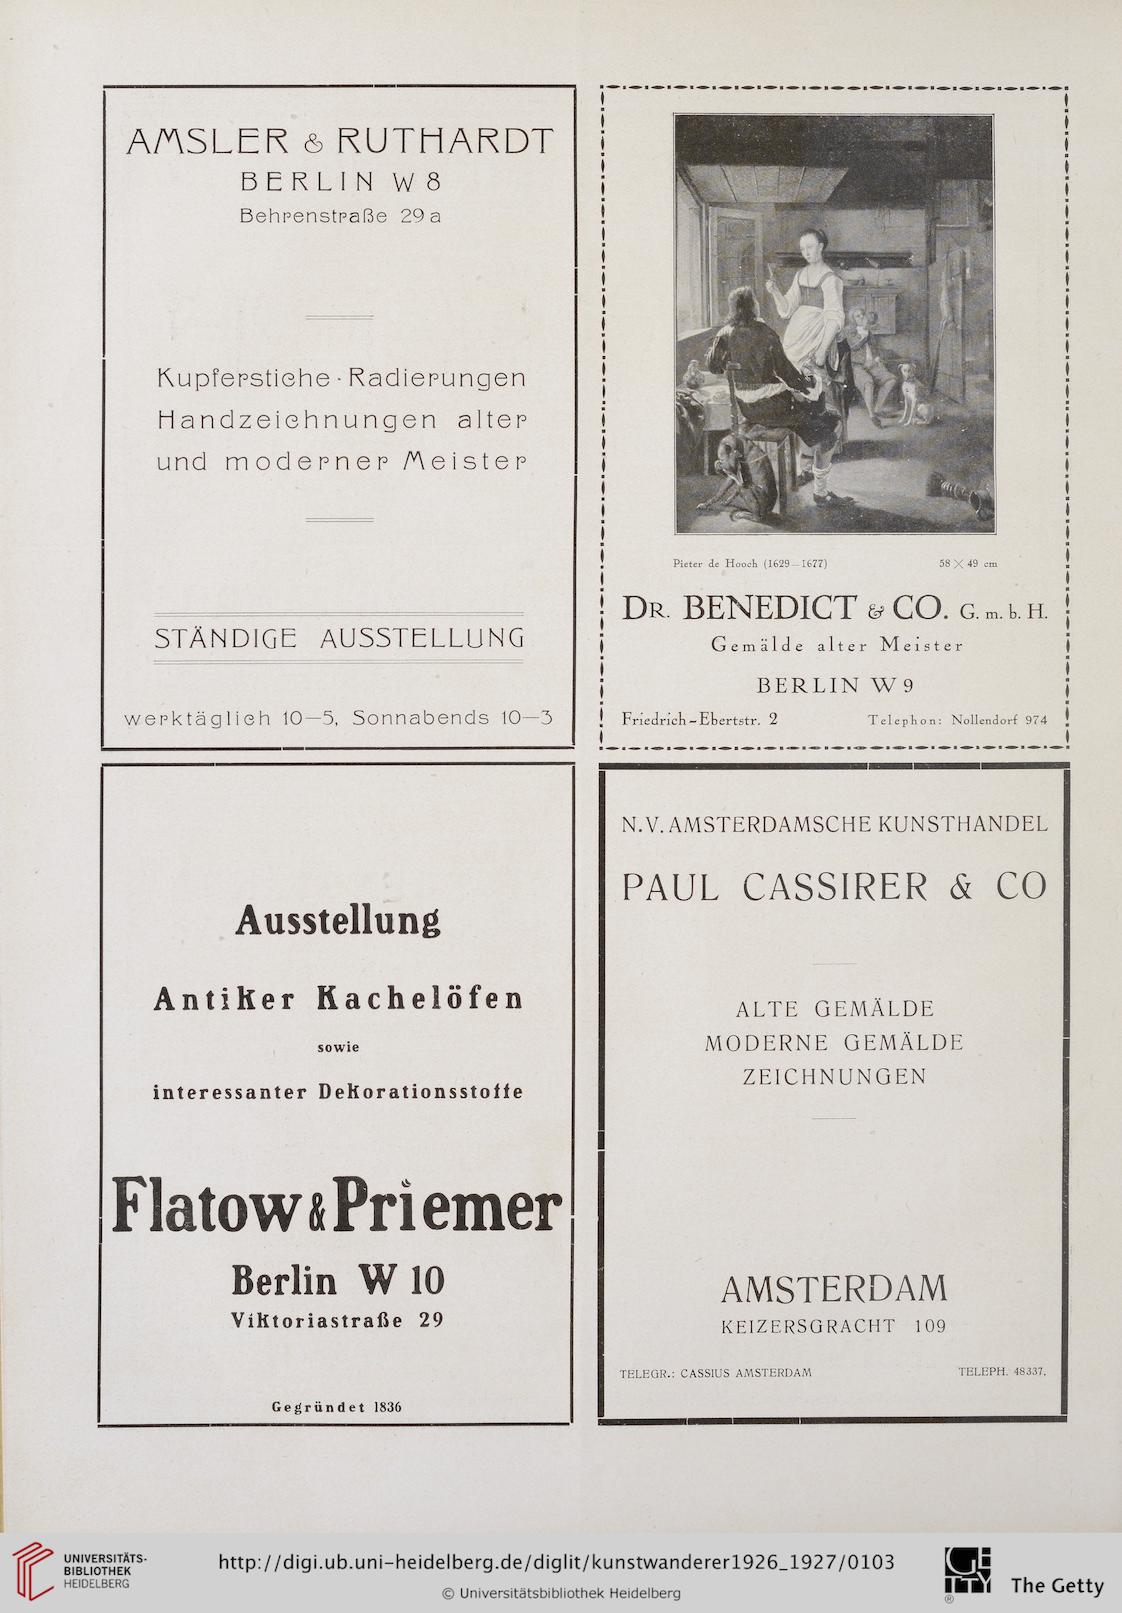 AMSLER & RUTHARDT
BERLIN W 8
Behrenstraße 29 a
Kupferstiche · Radierungen
Handzeichnungen alter
und moderner Meister
STÄNDIGE AUSSTELLUNG
werktäglich 10—5, Sonnabends 10—3
Pieter de Hooch (1629—1677) 58 × 49 cm
DR. BENEDICT & CO. G. m. b. H.
Gemälde alter Meister
BERLIN W 9
Friedrich-Ebertstr. 2 Telephon: Nollendorf 974
Ausstellung
Antiker Kachelöfen
sowie
interessanter Dekorationsstoffe
Flatow & Priemer
Berlin W 10
Viktoriastraße 29
Gegründet 1836
N.V. AMSTERDAMSCHE KUNSTHANDEL
PAUL CASSIRER & CO
ALTE GEMÄLDE
MODERNE GEMÄLDE
ZEICHNUNGEN
AMSTERDAM
KEIZERSGRACHT 109
TELEGR.: CASSIUS AMSTERDAM TELEPH. 48337.
UNIVERSITÄTS-
BIBLIOTHEK
HEIDELBERG
http://digi.ub.uni-heidelberg.de/diglit/kunstwanderer1926_1927/0103
© Universitätsbibliothek Heidelberg
GETTY
®
The Getty